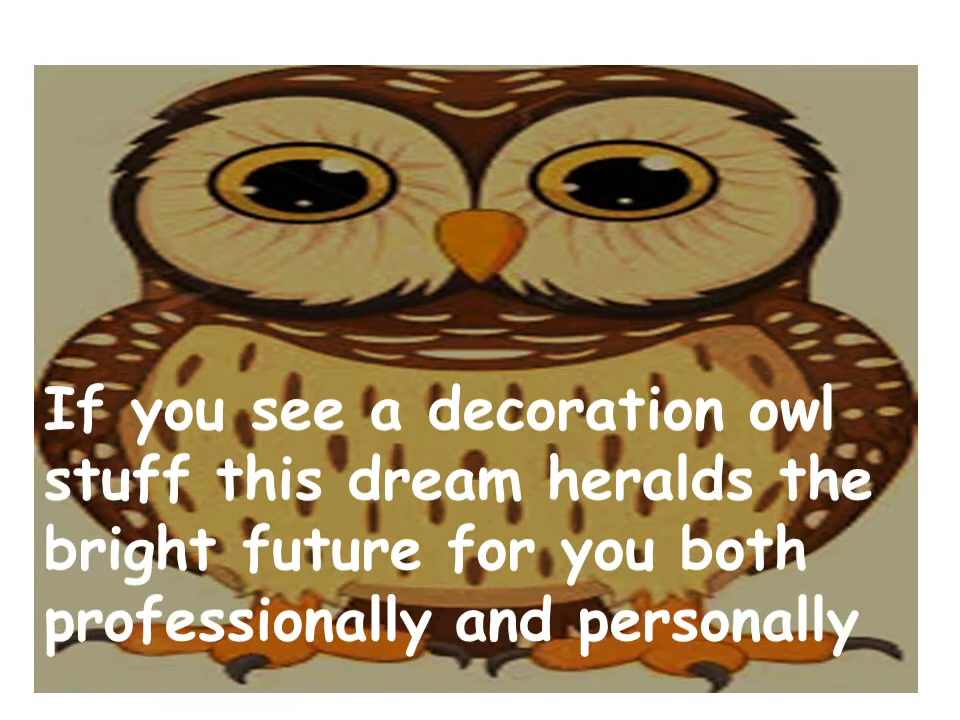 If you see a decoration owl
stuff this dream heralds the
bright future for you both
professionally and personally